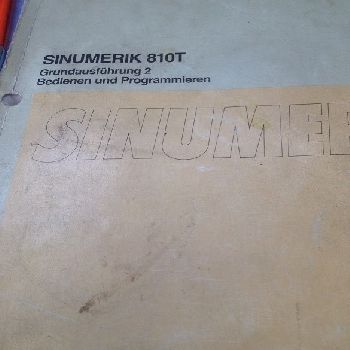 SINUMERIK 810T
Grundausführung 2
Bedienen und Programmieren
SINUME